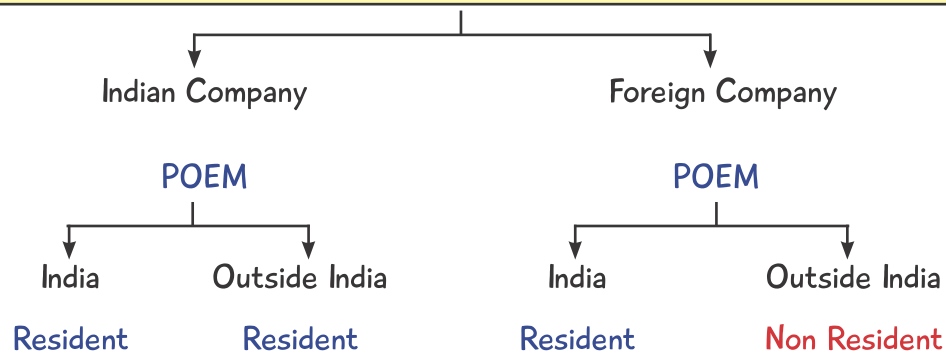 Indian Company Foreign Company
POEM POEM
India Outside India India Outside India
Resident Resident Resident Non Resident